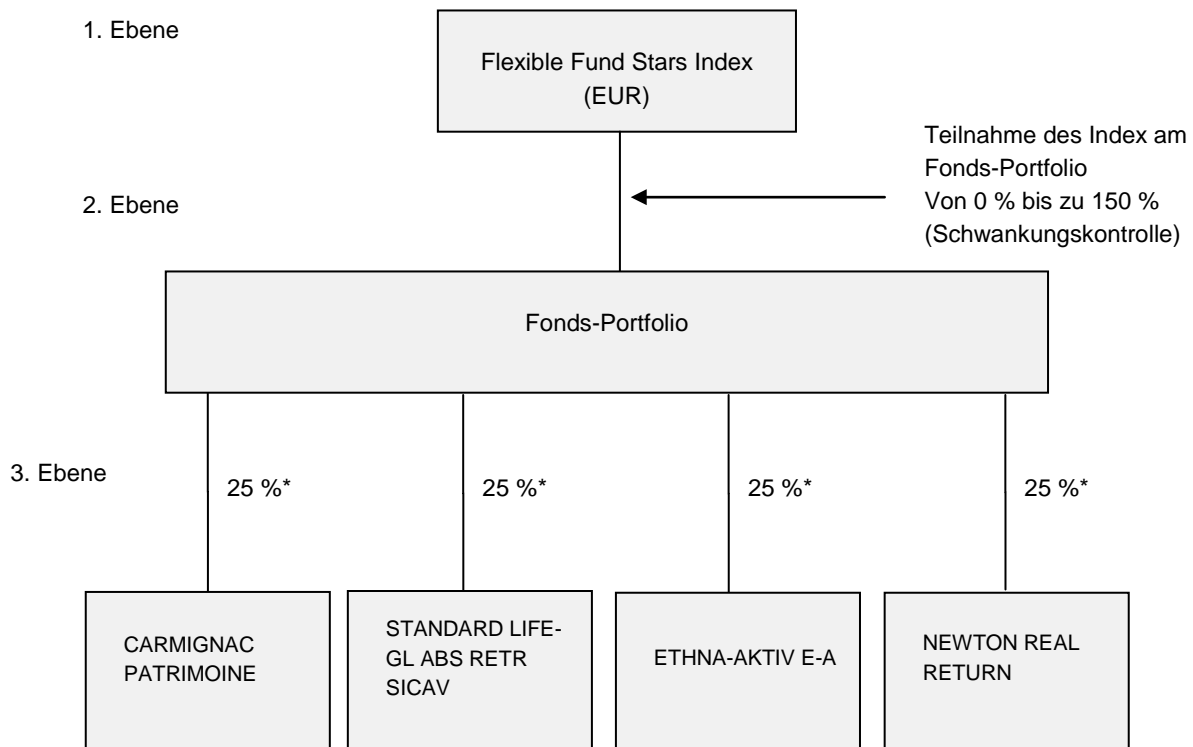 1. Ebene
Flexible Fund Stars Index
(EUR)
Teilnahme des Index am
Fonds-Portfolio
Von 0 % bis zu 150 %
(Schwankungskontrolle)
2. Ebene
Fonds-Portfolio
3. Ebene
25 %*
25 %*
25 %*
25 %*
CARMIGNAC
PATRIMOINE
STANDARD LIFE-
GL ABS RETR
SICAV
ETHNA-AKTIV E-A
NEWTON REAL
RETURN